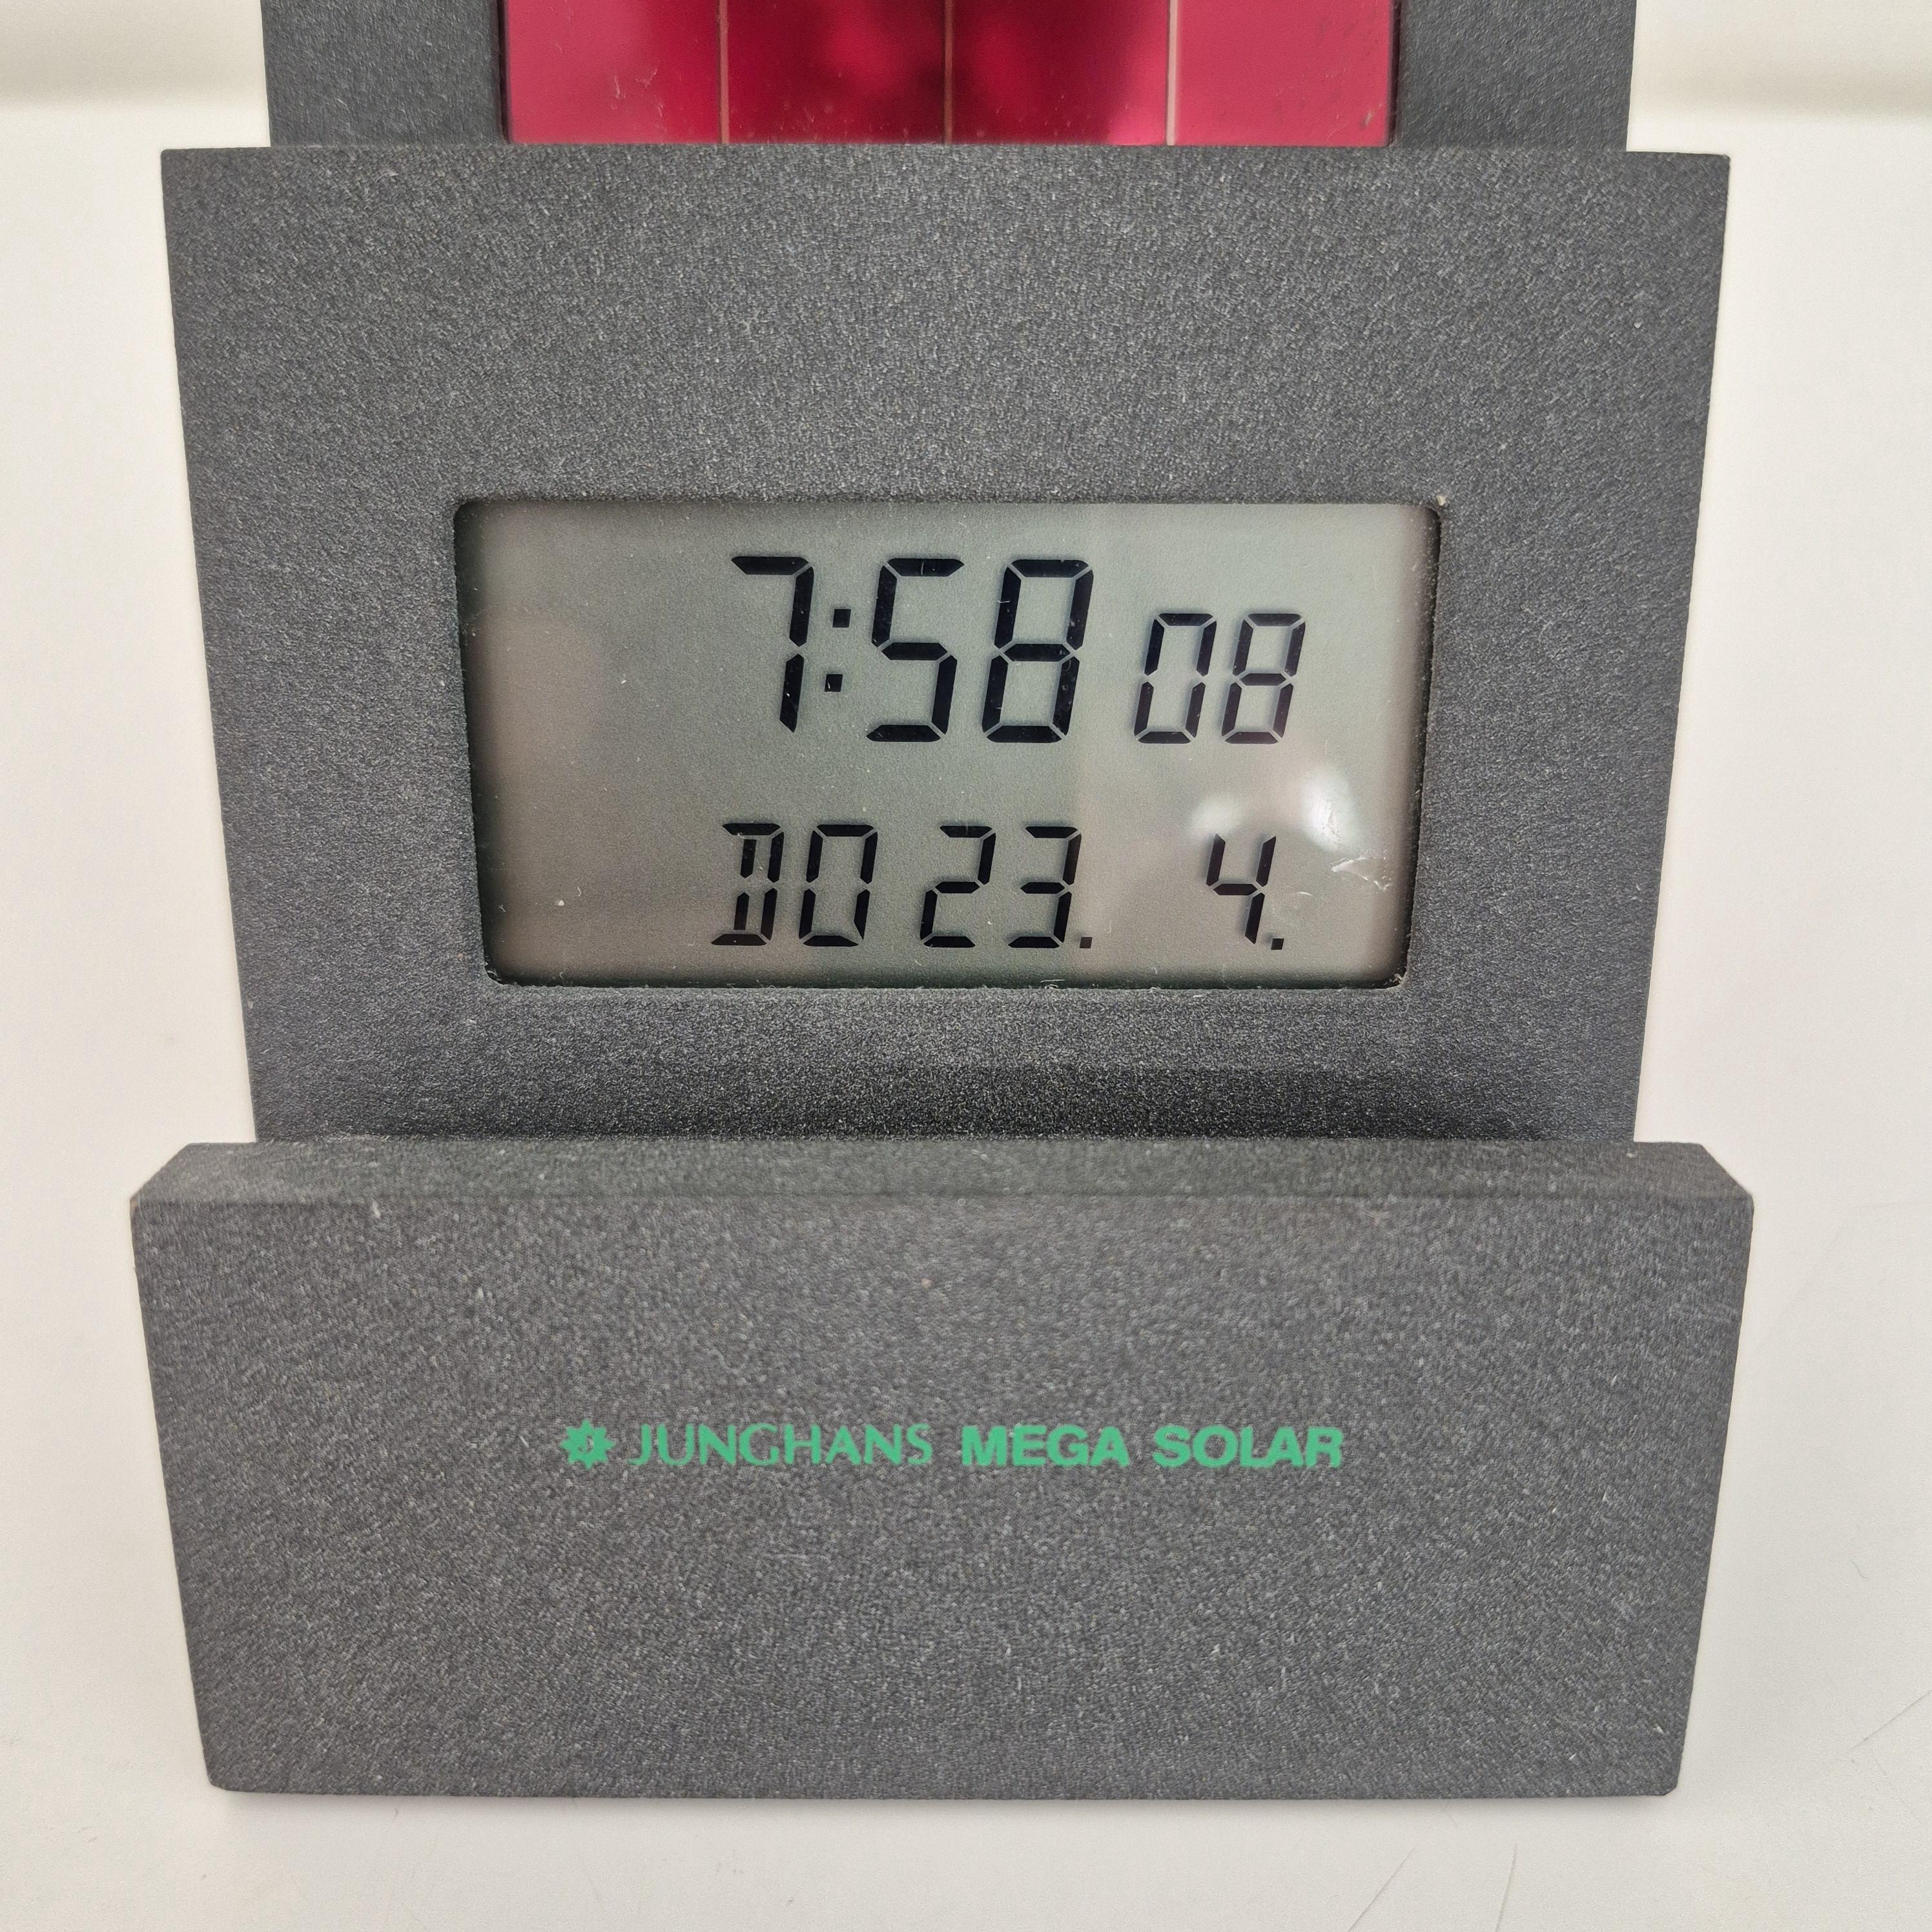 7:58 08
DO 23. 4.
JUNGHANS MEGA SOLAR